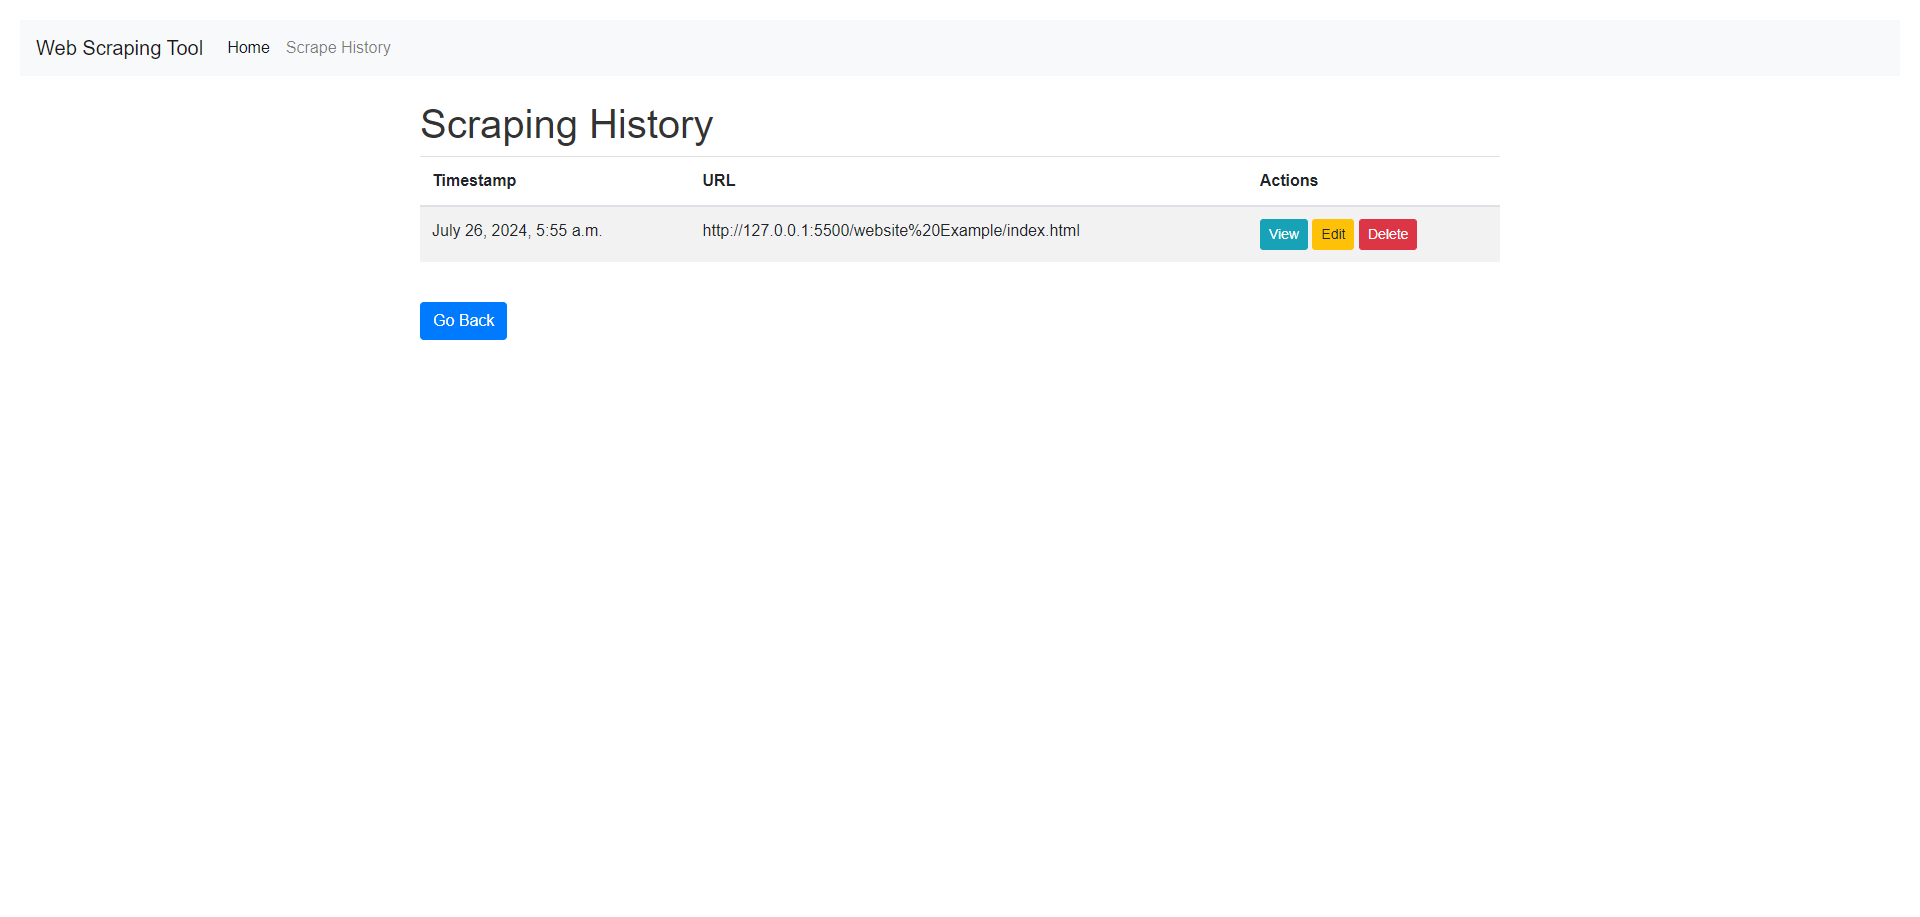 Web Scraping Tool Home Scrape History
Scraping History
Timestamp URL Actions
July 26, 2024, 5:55 a.m. http://127.0.0.1:5500/website%20Example/index.html View Edit Delete
Go Back